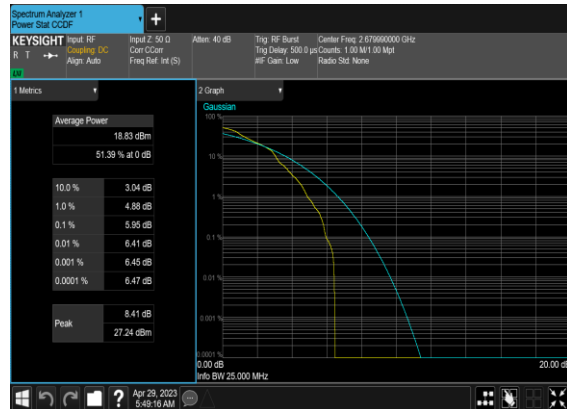 Spectrum Analyzer 1
Power Stat CCDF
+
KEYSIGHT Input: RF Input Z: 50 Ω Atten: 40 dB Trig: RF Burst Center Freq: 2.679990000 GHz
R T Coupling: DC Corr CCorr Trig Delay: 500.0 µs Counts: 1.00 M/1.00 Mpt
Align: Auto Freq Ref: Int (S) #IF Gain: Low Radio Std: None
1 Metrics
Average Power
18.83 dBm
51.39 % at 0 dB
10.0 % 3.04 dB
1.0 % 4.88 dB
0.1 % 5.95 dB
0.01 % 6.41 dB
0.001 % 6.45 dB
0.0001 % 6.47 dB
Peak 8.41 dB
27.24 dBm
2 Graph
Gaussian
100 %
10 %
1 %
0.1 %
0.01 %
0.001 %
0.0001 %
0.00 dB 20.00 dB
Info BW 25.000 MHz
? Apr 29, 2023
5:49:16 AM